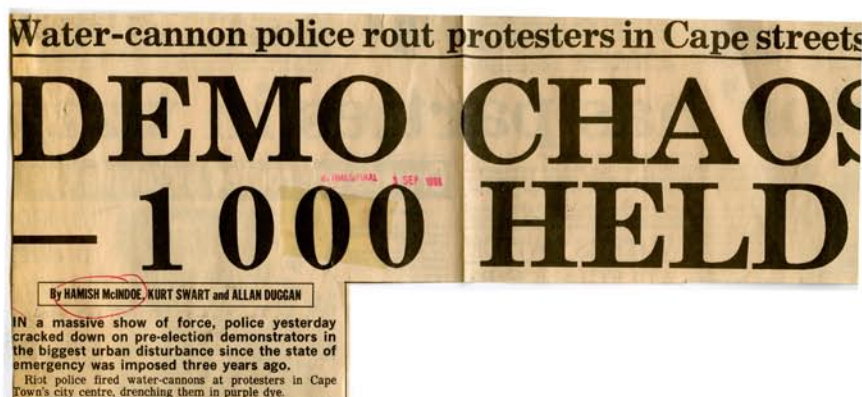 Water-cannon police rout protesters in Cape streets
DEMO CHAOS
— 1000 HELD
SEP
By HAMISH McINDOE, KURT SWART and ALLAN DUGGAN
IN a massive show of force, police yesterday
cracked down on pre-election demonstrators in
the biggest urban disturbance since the state of
emergency was imposed three years ago.
Riot police fired water-cannons at protesters in Cape
Town's city centre, drenching them in purple dye.